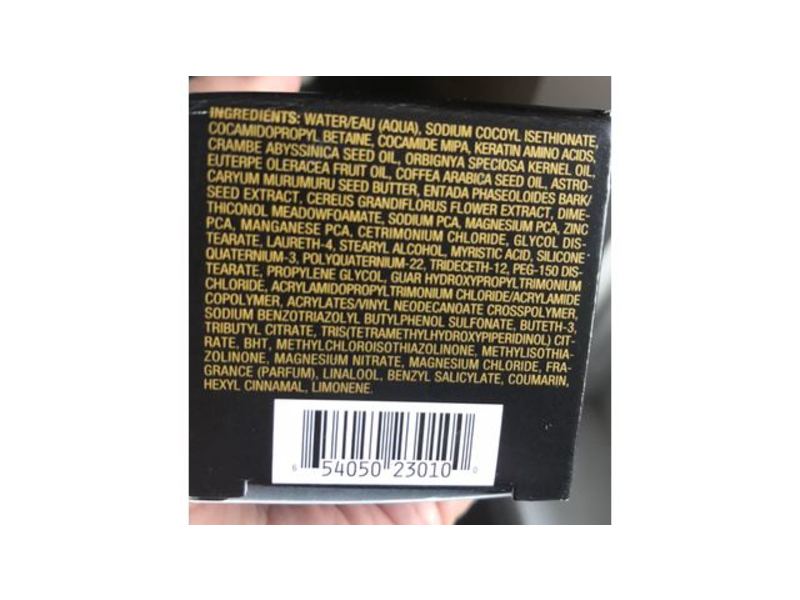 INGREDIENTS: WATER/EAU (AQUA), SODIUM COCOYL ISETHIONATE,
COCAMIDOPROPYL BETAINE, COCAMIDE MIPA, KERATIN AMINO ACIDS,
CRAMBE ABYSSINICA SEED OIL, ORBIGNYA SPECIOSA KERNEL OIL,
EUTERPE OLERACEA FRUIT OIL, COFFEA ARABICA SEED OIL, ASTRO-
CARYUM MURUMURU SEED BUTTER, ENTADA PHASEOLOIDES BARK/
SEED EXTRACT. CEREUS GRANDIFLORUS FLOWER EXTRACT, DIME-
THICONOL MEADOWFOAMATE, SODIUM PCA, MAGNESIUM PCA, ZINC
PCA, MANGANESE PCA, CETRIMONIUM CHLORIDE, GLYCOL DIS-
TEARATE, LAURETH-4, STEARYL ALCOHOL, MYRISTIC ACID, SILICONE
QUATERNIUM-3, POLYQUATERNIUM-22, TRIDECETH-12, PEG-150 DIS-
TEARATE, PROPYLENE GLYCOL, GUAR HYDROXYPROPYLTRIMONIUM
CHLORIDE, ACRYLAMIDOPROPYLTRIMONIUM CHLORIDE/ACRYLAMIDE
COPOLYMER, ACRYLATES/VINYL NEODECANOATE CROSSPOLYMER,
SODIUM BENZOTRIAZOLYL BUTYLPHENOL SULFONATE, BUTETH-3,
TRIBUTYL CITRATE, TRIS(TETRAMETHYLHYDROXYPIPERIDINOL) CIT-
RATE, BHT, METHYLCHLOROISOTHIAZOLINONE, METHYLISOTHIA-
ZOLINONE, MAGNESIUM NITRATE, MAGNESIUM CHLORIDE, FRA-
GRANCE (PARFUM), LINALOOL, BENZYL SALICYLATE, COUMARIN,
HEXYL CINNAMAL, LIMONENE.
6 54050 23010 0